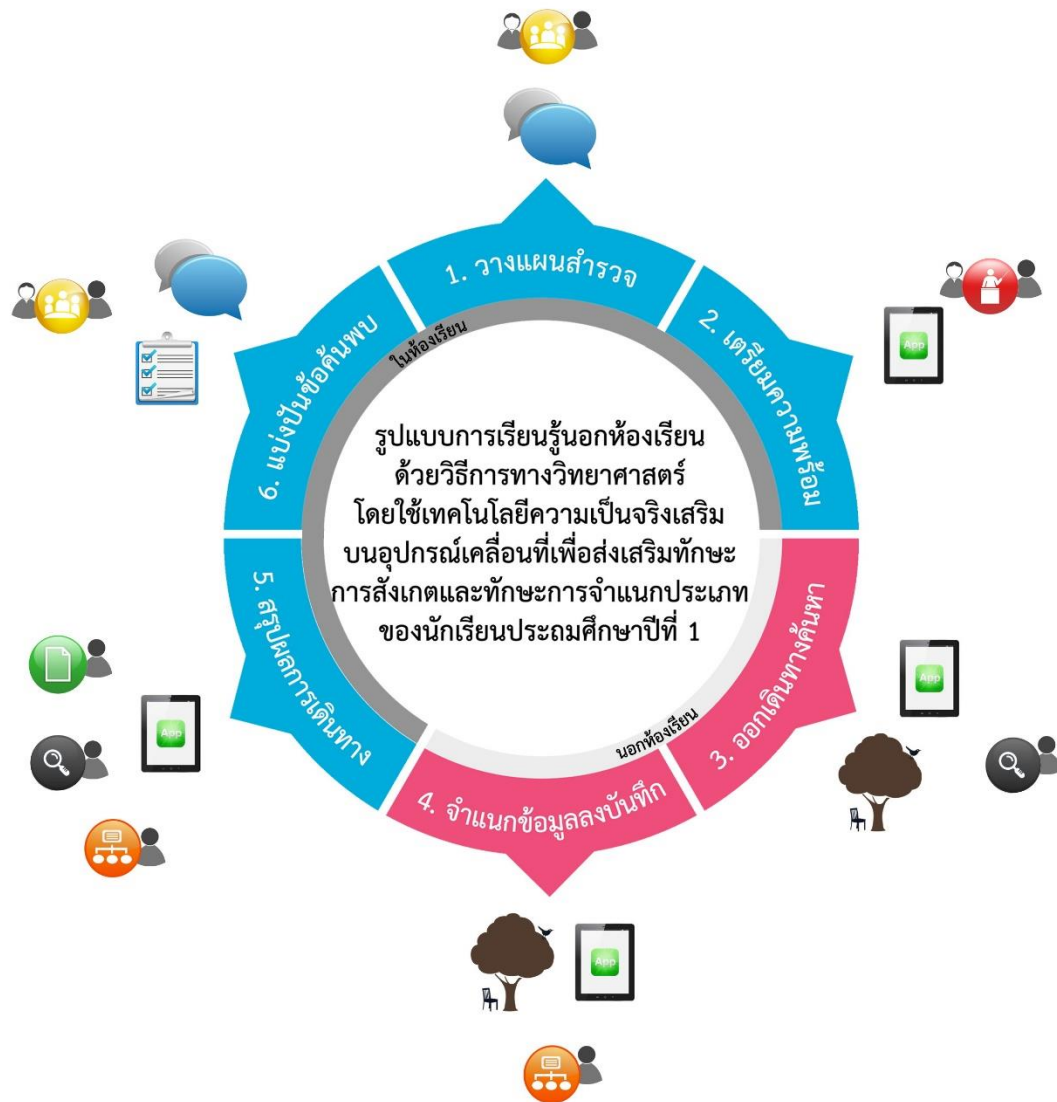 1. วางแผนสำรวจ
2. เตรียมความพร้อม
3. ออกเดินทางค้นหา
4. จำแนกข้อมูลลงบันทึก
5. สรุปผลการเดินทาง
6. แบ่งปันข้อค้นพบ
ในห้องเรียน
นอกห้องเรียน
รูปแบบการเรียนรู้นอกห้องเรียน
ด้วยวิธีการทางวิทยาศาสตร์
โดยใช้เทคโนโลยีความเป็นจริงเสริม
บนอุปกรณ์เคลื่อนที่เพื่อส่งเสริมทักษะ
การสังเกตและทักษะการจำแนกประเภท
ของนักเรียนประถมศึกษาปีที่ 1
App
App
App
App